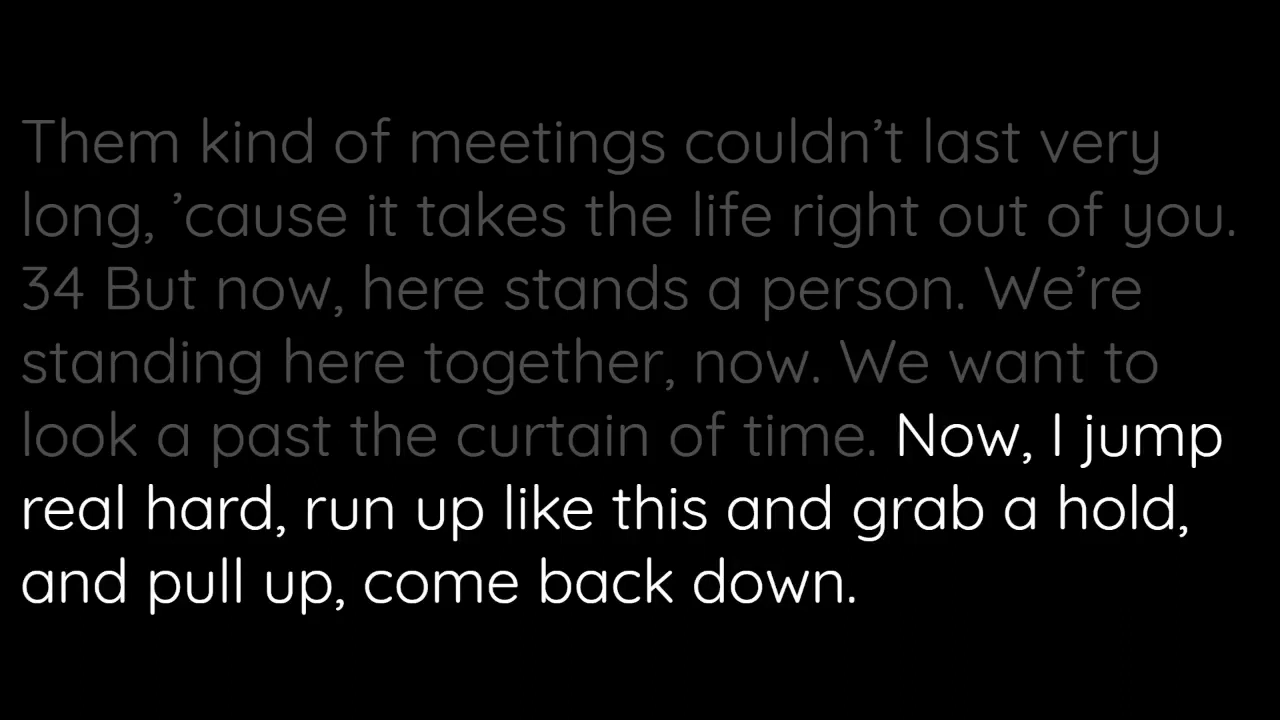 Them kind of meetings couldn’t last very
long, ’cause it takes the life right out of you.
34 But now, here stands a person. We’re
standing here together, now. We want to
look a past the curtain of time. Now, I jump
real hard, run up like this and grab a hold,
and pull up, come back down.